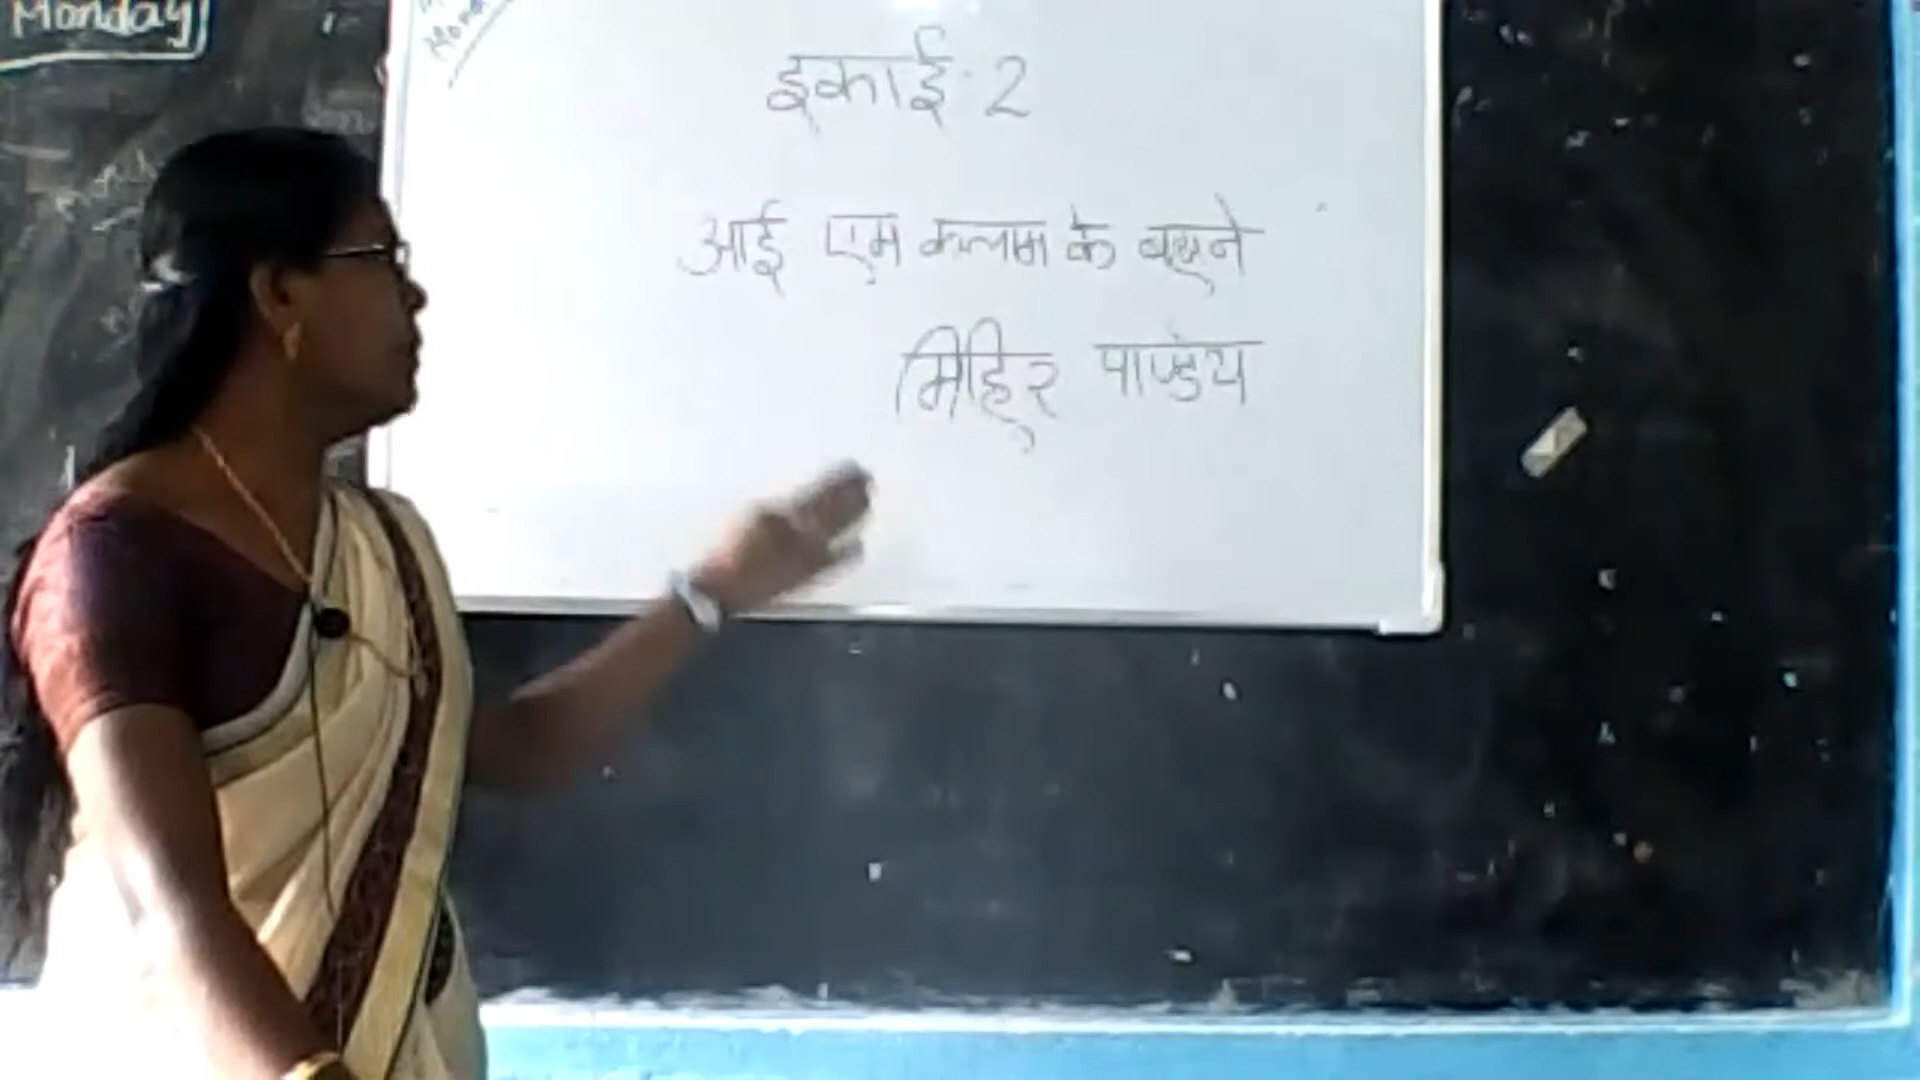 Monday
इकाई - 2
आई एम कलाम के बहाने
मिहिर पाण्डेय